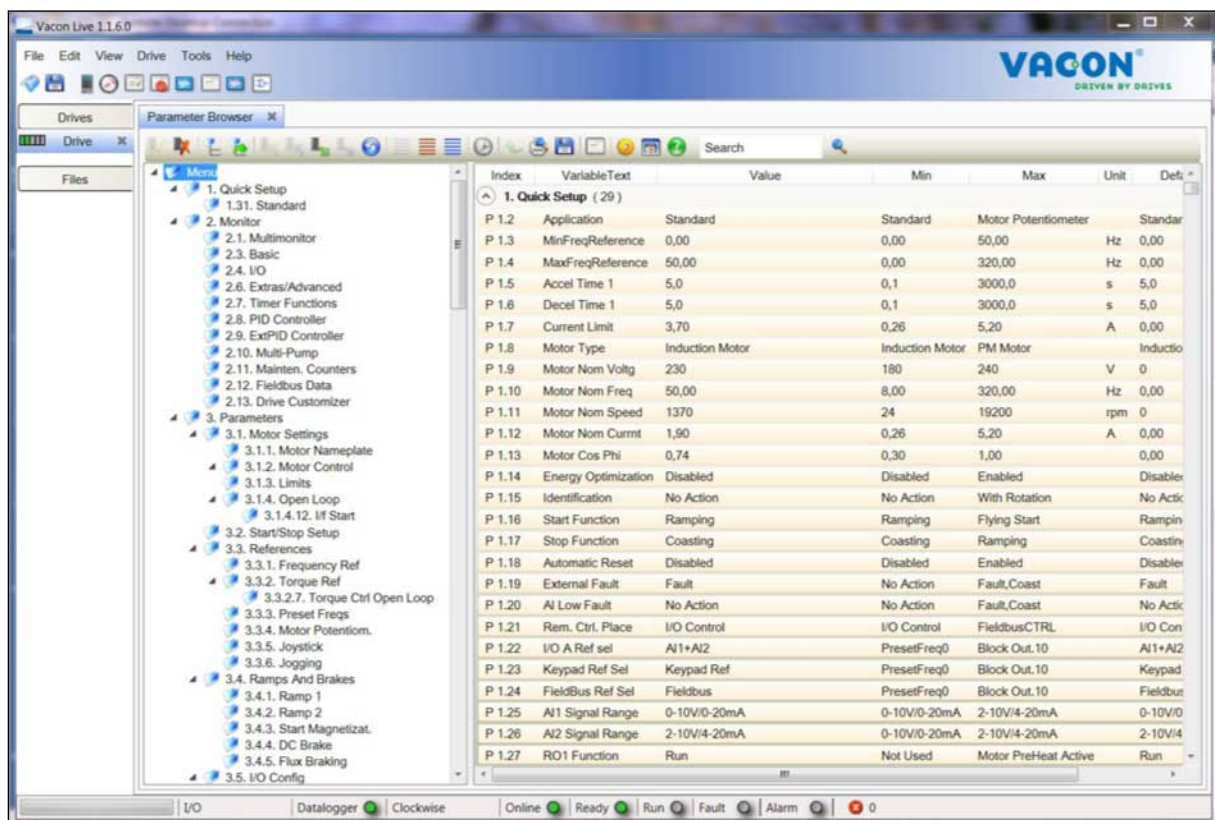 Vacon Live 1.1.6.0
File Edit View Drive Tools Help
VACON®
DRIVEN BY DRIVES
Drives
Drive
Files
Parameter Browser
Search
Menu
1. Quick Setup
1.31. Standard
2. Monitor
2.1. Multimonitor
2.3. Basic
2.4. I/O
2.6. Extras/Advanced
2.7. Timer Functions
2.8. PID Controller
2.9. ExtPID Controller
2.10. Multi-Pump
2.11. Mainten. Counters
2.12. Fieldbus Data
2.13. Drive Customizer
3. Parameters
3.1. Motor Settings
3.1.1. Motor Nameplate
3.1.2. Motor Control
3.1.3. Limits
3.1.4. Open Loop
3.1.4.12. I/f Start
3.2. Start/Stop Setup
3.3. References
3.3.1. Frequency Ref
3.3.2. Torque Ref
3.3.2.7. Torque Ctrl Open Loop
3.3.3. Preset Freqs
3.3.4. Motor Potentiom.
3.3.5. Joystick
3.3.6. Jogging
3.4. Ramps And Brakes
3.4.1. Ramp 1
3.4.2. Ramp 2
3.4.3. Start Magnetizat.
3.4.4. DC Brake
3.4.5. Flux Braking
3.5. I/O Config
Index VariableText Value Min Max Unit Defa
1. Quick Setup (29)
P 1.2 Application Standard Standard Motor Potentiometer Standar
P 1.3 MinFreqReference 0,00 0,00 50,00 Hz 0,00
P 1.4 MaxFreqReference 50,00 0,00 320,00 Hz 0,00
P 1.5 Accel Time 1 5,0 0,1 3000,0 s 5,0
P 1.6 Decel Time 1 5,0 0,1 3000,0 s 5,0
P 1.7 Current Limit 3,70 0,26 5,20 A 0,00
P 1.8 Motor Type Induction Motor Induction Motor PM Motor Inductio
P 1.9 Motor Nom Voltg 230 180 240 V 0
P 1.10 Motor Nom Freq 50,00 8,00 320,00 Hz 0,00
P 1.11 Motor Nom Speed 1370 24 19200 rpm 0
P 1.12 Motor Nom Currnt 1,90 0,26 5,20 A 0,00
P 1.13 Motor Cos Phi 0,74 0,30 1,00 0,00
P 1.14 Energy Optimization Disabled Disabled Enabled Disable
P 1.15 Identification No Action No Action With Rotation No Actic
P 1.16 Start Function Ramping Ramping Flying Start Rampin
P 1.17 Stop Function Coasting Coasting Ramping Coastin
P 1.18 Automatic Reset Disabled Disabled Enabled Disable
P 1.19 External Fault Fault No Action Fault,Coast Fault
P 1.20 AI Low Fault No Action No Action Fault,Coast No Actic
P 1.21 Rem. Ctrl. Place I/O Control I/O Control FieldbusCTRL I/O Con
P 1.22 I/O A Ref sel AI1+AI2 PresetFreq0 Block Out.10 AI1+AI2
P 1.23 Keypad Ref Sel Keypad Ref PresetFreq0 Block Out.10 Keypad
P 1.24 FieldBus Ref Sel Fieldbus PresetFreq0 Block Out.10 Fieldbus
P 1.25 AI1 Signal Range 0-10V/0-20mA 0-10V/0-20mA 2-10V/4-20mA 0-10V/0
P 1.26 AI2 Signal Range 2-10V/4-20mA 0-10V/0-20mA 2-10V/4-20mA 2-10V/4
P 1.27 RO1 Function Run Not Used Motor PreHeat Active Run
I/O Datalogger Clockwise Online Ready Run Fault Alarm 0